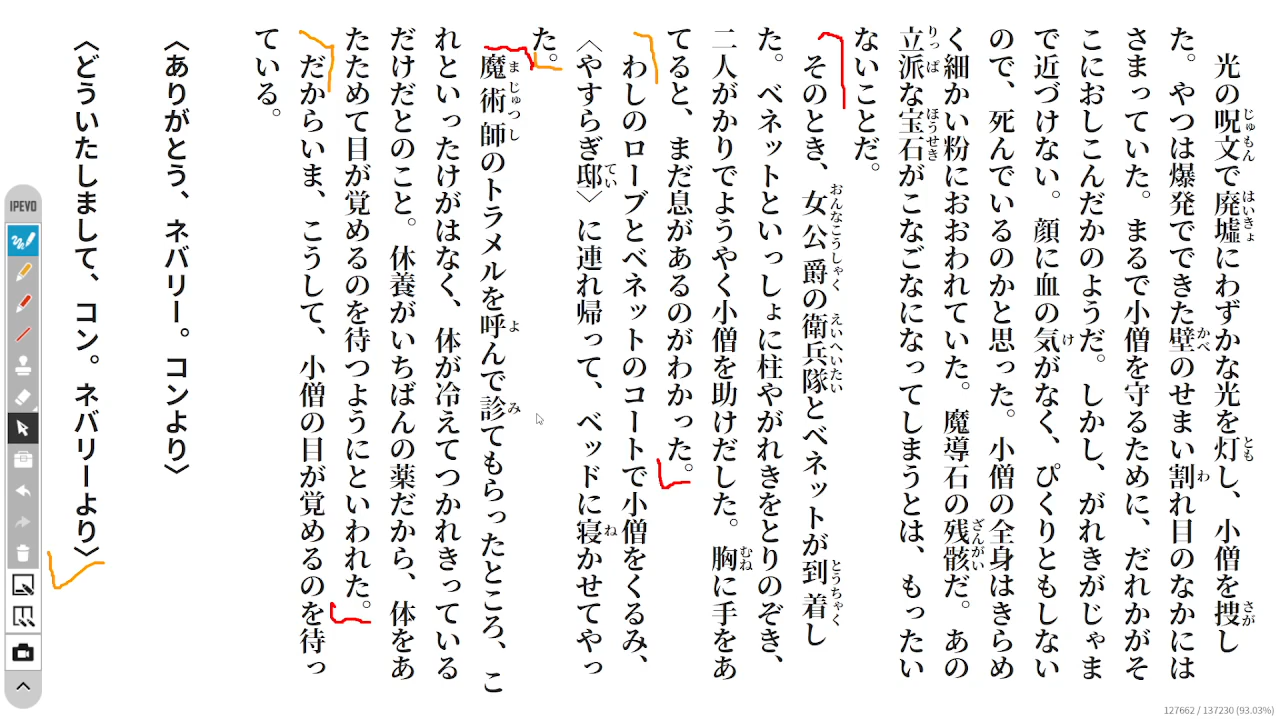 光の呪文で廃墟にわずかな光を灯し、小僧を捜し
た。やつは爆発でできた壁のせまい割れ目のなかには
さまっていた。まるで小僧を守るために、だれかがそ
こにおしこんだかのようだ。しかし、がれきがじゃま
で近づけない。顔に血の気がなく、ぴくりともしない
ので、死んでいるのかと思った。小僧の全身はきらめ
く細かい粉におおわれていた。魔導石の残骸だ。あの
立派な宝石がこなごなになってしまうとは、もったい
ないことだ。
そのとき、女公爵の衛兵隊とベネットが到着し
た。ベネットといっしょに柱やがれきをとりのぞき、
二人がかりでようやく小僧を助けだした。胸に手をあ
てると、まだ息があるのがわかった。
わしのローブとベネットのコートで小僧をくるみ、
〈やすらぎ邸〉に連れ帰って、ベッドに寝かせてやっ
た。
魔術師のトラメルを呼んで診てもらったところ、こ
れといったけがはなく、体が冷えてつかれきっている
だけだとのこと。休養がいちばんの薬だから、体をあ
たためて目が覚めるのを待つようにといわれた。
だからいま、こうして、小僧の目が覚めるのを待っ
ている。
〈ありがとう、ネバリー。コンより〉
〈どういたしまして、コン。ネバリーより〉
IPEVO
127662 / 137230 (93.03%)